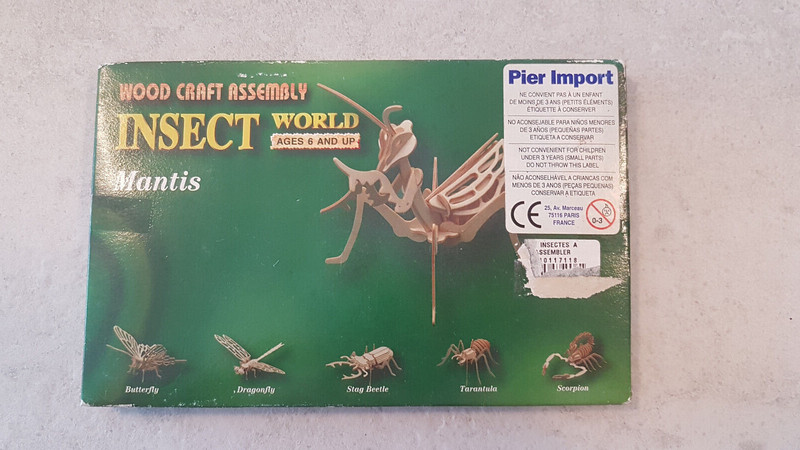 WOOD CRAFT ASSEMBLY
INSECT WORLD
AGES 6 AND UP
Mantis
Pier Import
NE CONVIENT PAS À UN ENFANT
DE MOINS DE 3 ANS (PETITS ÉLÉMENTS)
ÉTIQUETTE À CONSERVER
NO ACONSEJABLE PARA NIÑOS MENORES
DE 3 AÑOS (PEQUEÑAS PARTES)
ETIQUETA A CONSERVAR
NOT CONVENIENT FOR CHILDREN
UNDER 3 YEARS (SMALL PARTS)
DO NOT THROW THIS LABEL
NÃO ACONSELHÁVEL A CRIANÇAS COM
MENOS DE 3 ANOS (PEÇAS PEQUENAS)
CONSERVAR A ETIQUETA
CE
25, Av. Marceau
75116 PARIS
FRANCE
0-3
INSECTES A
SSEMBLER
10117118
Butterfly
Dragonfly
Stag Beetle
Tarantula
Scorpion